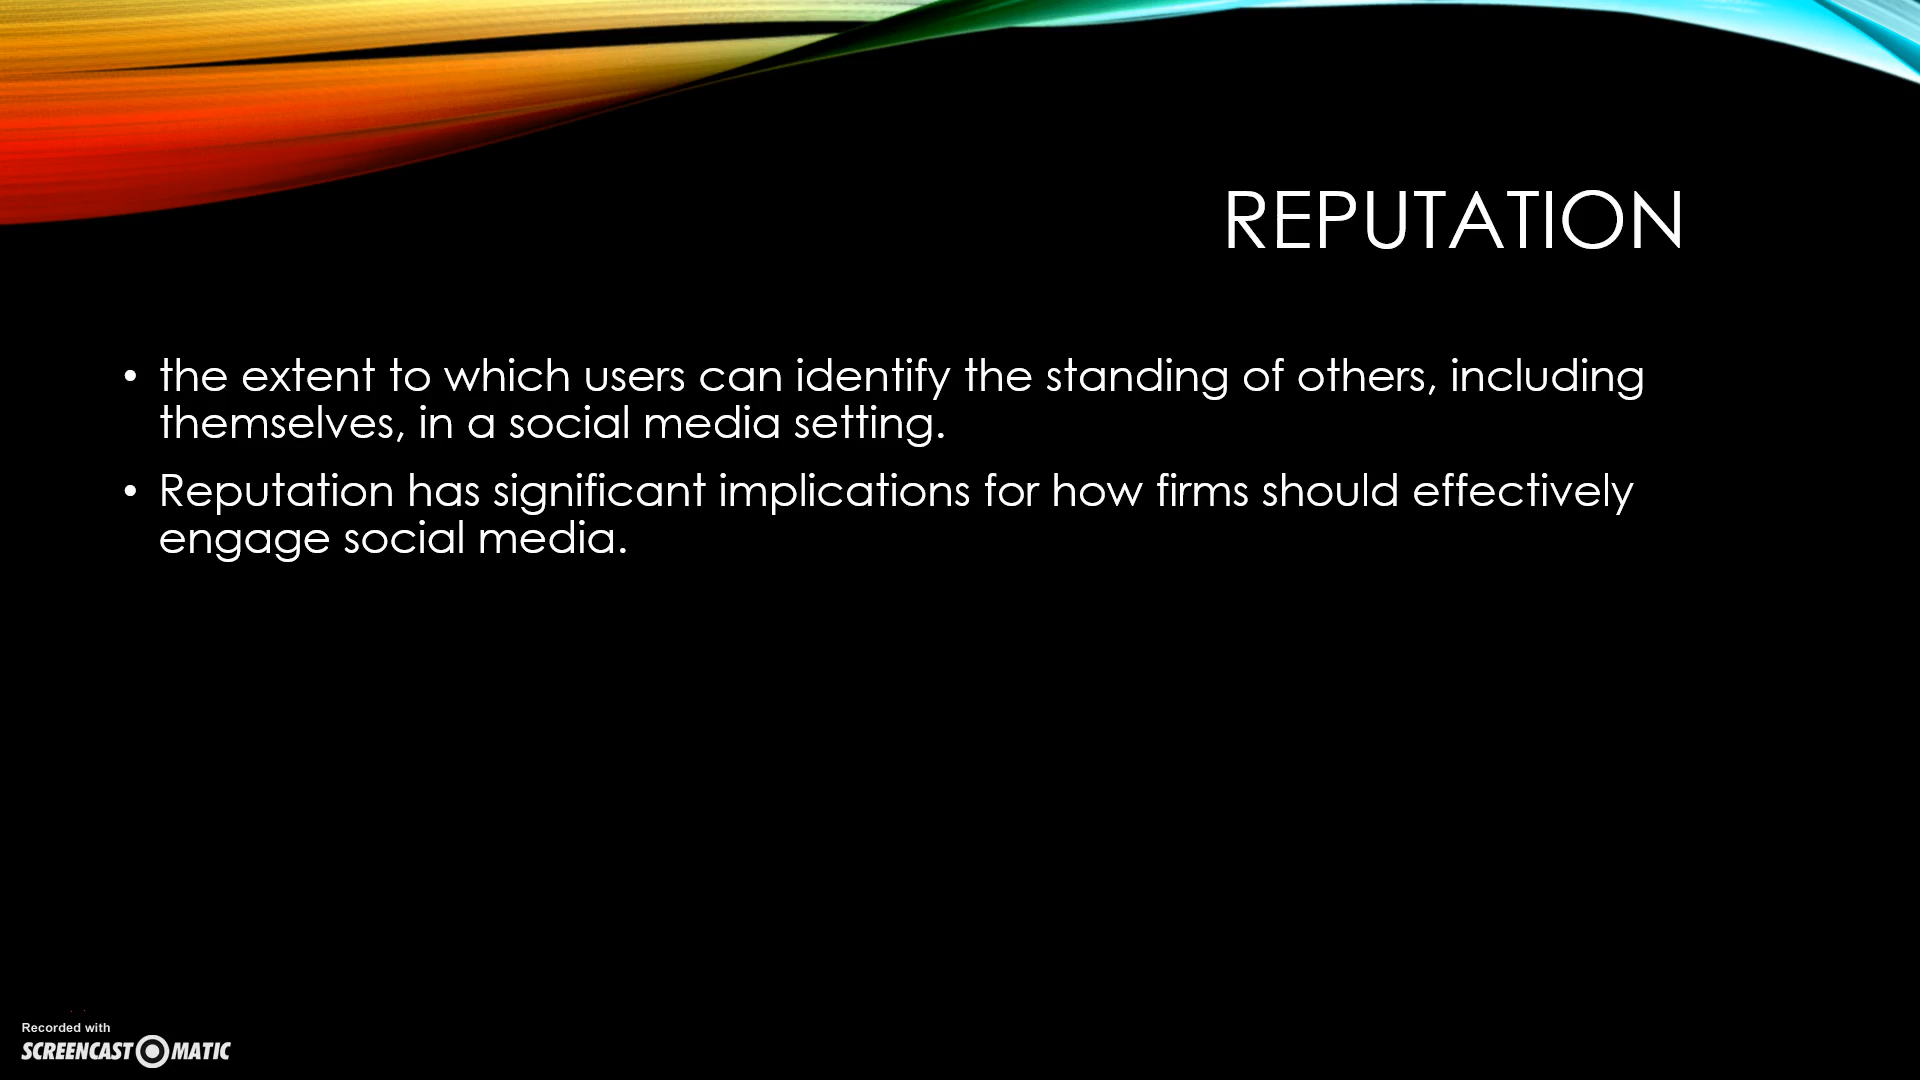 REPUTATION
• the extent to which users can identify the standing of others, including
themselves, in a social media setting.
• Reputation has significant implications for how firms should effectively
engage social media.
Recorded with
SCREENCAST MATIC